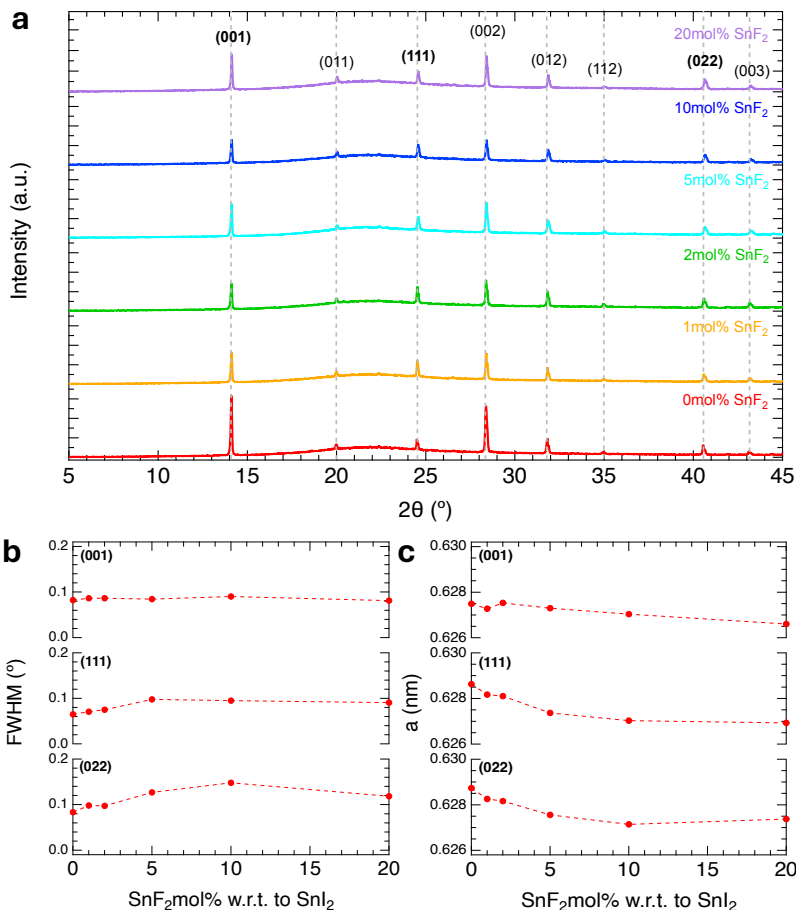 a
(001)
(011)
(111)
(002)
(012)
(112)
(022)
(003)
20mol% SnF₂
10mol% SnF₂
5mol% SnF₂
2mol% SnF₂
1mol% SnF₂
0mol% SnF₂
Intensity (a.u.)
5 10 15 20 25 30 35 40 45
2θ (º)
b
(001)
0.2
0.1
0.0
(111)
0.2
0.1
0.0
(022)
0.2
0.1
0.0
FWHM (º)
0 5 10 15 20
SnF₂mol% w.r.t. to SnI₂
c
(001)
0.630
0.628
0.626
(111)
0.630
0.628
0.626
(022)
0.630
0.628
0.626
a (nm)
0 5 10 15 20
SnF₂mol% w.r.t. to SnI₂